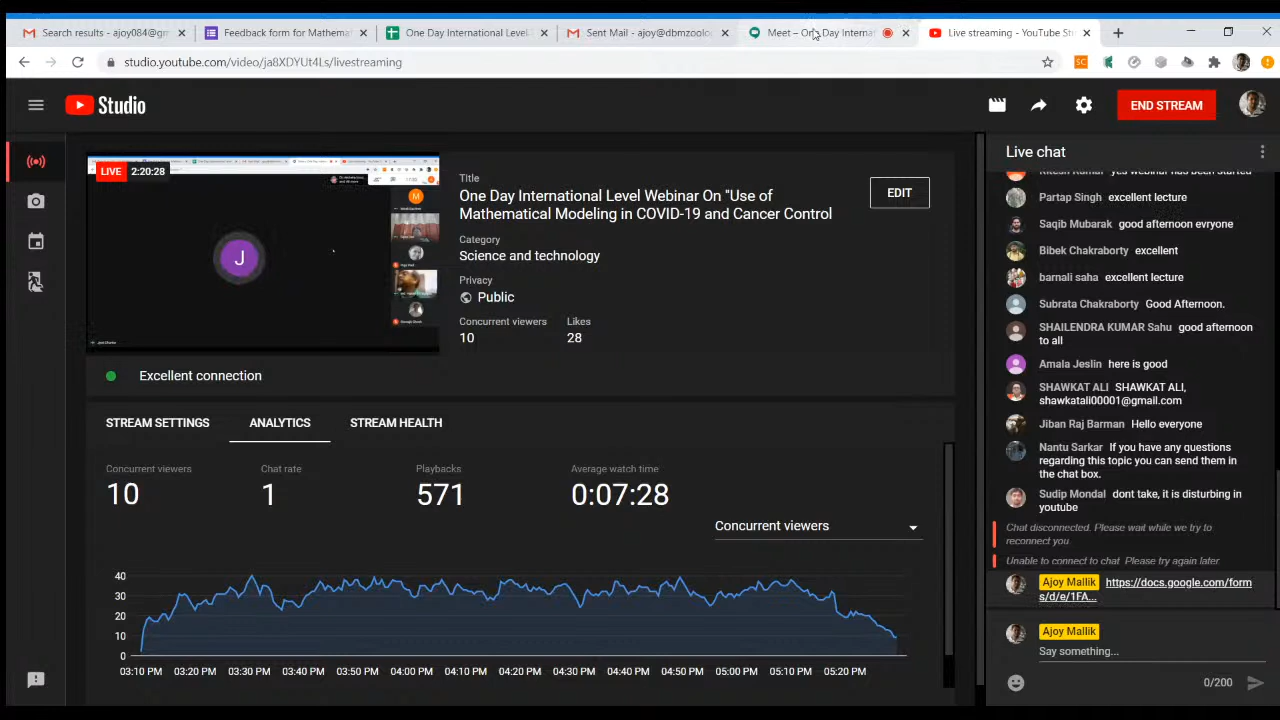 Search results - ajoy084@gm
Feedback form for Mathema
One Day International Level
Sent Mail - ajoy@dbmzoolo
Meet – One Day Internat
Live streaming - YouTube St
studio.youtube.com/video/ja8XDYUt4Ls/livestreaming
SC
Studio
END STREAM
LIVE 2:20:28
J
M
Title
One Day International Level Webinar On "Use of
Mathematical Modeling in COVID-19 and Cancer Control
EDIT
Category
Science and technology
Privacy
Public
Concurrent viewers
Likes
10
28
Excellent connection
STREAM SETTINGS
ANALYTICS
STREAM HEALTH
Concurrent viewers
Chat rate
Playbacks
Average watch time
10
1
571
0:07:28
Concurrent viewers
40
30
20
10
0
03:10 PM 03:20 PM 03:30 PM 03:40 PM 03:50 PM 04:00 PM 04:10 PM 04:20 PM 04:30 PM 04:40 PM 04:50 PM 05:00 PM 05:10 PM 05:20 PM
Live chat
yes webinar has been started
Partap Singh excellent lecture
Saqib Mubarak good afternoon evryone
Bibek Chakraborty excellent
barnali saha excellent lecture
Subrata Chakraborty Good Afternoon.
SHAILENDRA KUMAR Sahu good afternoon
to all
Amala Jeslin here is good
SHAWKAT ALI SHAWKAT ALI,
shawkatali00001@gmail.com
Jiban Raj Barman Hello everyone
Nantu Sarkar If you have any questions
regarding this topic you can send them in
the chat box.
Sudip Mondal dont take, it is disturbing in
youtube
Chat disconnected. Please wait while we try to
reconnect you.
Unable to connect to chat. Please try again later.
Ajoy Mallik https://docs.google.com/form
s/d/e/1FA...
Ajoy Mallik
Say something...
0/200